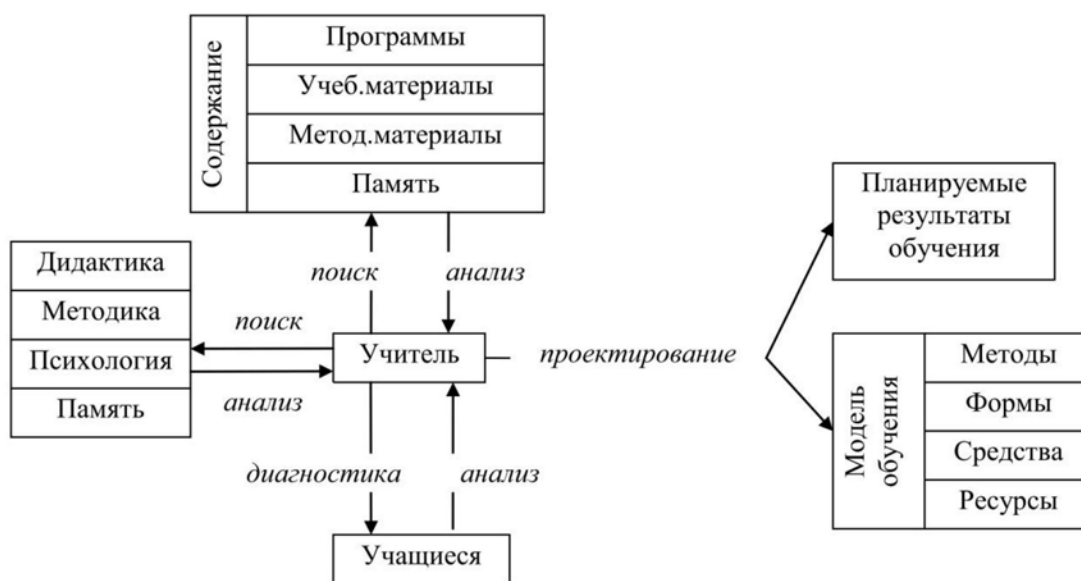 Содержание
Программы
Учеб.материалы
Метод.материалы
Память
Дидактика
Методика
Психология
Память
поиск
анализ
поиск
анализ
Учитель
проектирование
Планируемые
результаты
обучения
Модель
обучения
Методы
Формы
Средства
Ресурсы
диагностика
анализ
Учащиеся